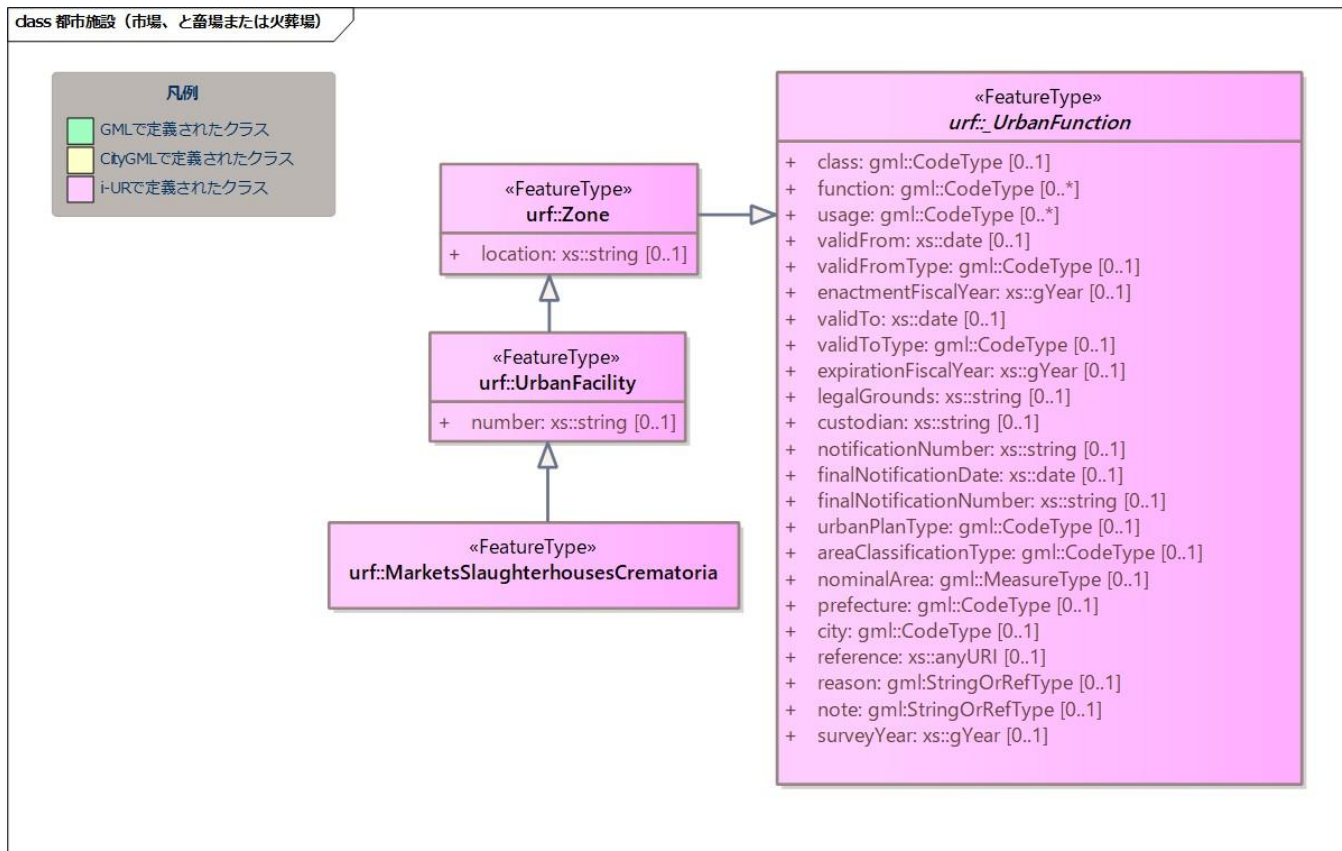 class 都市施設（市場、と畜場または火葬場）
凡例
GMLで定義されたクラス
CityGMLで定義されたクラス
i-URで定義されたクラス
«FeatureType»
urf::Zone
+ location: xs::string [0..1]
«FeatureType»
urf::UrbanFacility
+ number: xs::string [0..1]
«FeatureType»
urf::MarketsSlaughterhousesCrematoria
«FeatureType»
urf::_UrbanFunction
+ class: gml::CodeType [0..1]
+ function: gml::CodeType [0..*]
+ usage: gml::CodeType [0..*]
+ validFrom: xs::date [0..1]
+ validFromType: gml::CodeType [0..1]
+ enactmentFiscalYear: xs::gYear [0..1]
+ validTo: xs::date [0..1]
+ validToType: gml::CodeType [0..1]
+ expirationFiscalYear: xs::gYear [0..1]
+ legalGrounds: xs::string [0..1]
+ custodian: xs::string [0..1]
+ notificationNumber: xs::string [0..1]
+ finalNotificationDate: xs::date [0..1]
+ finalNotificationNumber: xs::string [0..1]
+ urbanPlanType: gml::CodeType [0..1]
+ areaClassificationType: gml::CodeType [0..1]
+ nominalArea: gml::MeasureType [0..1]
+ prefecture: gml::CodeType [0..1]
+ city: gml::CodeType [0..1]
+ reference: xs::anyURI [0..1]
+ reason: gml:StringOrRefType [0..1]
+ note: gml:StringOrRefType [0..1]
+ surveyYear: xs::gYear [0..1]